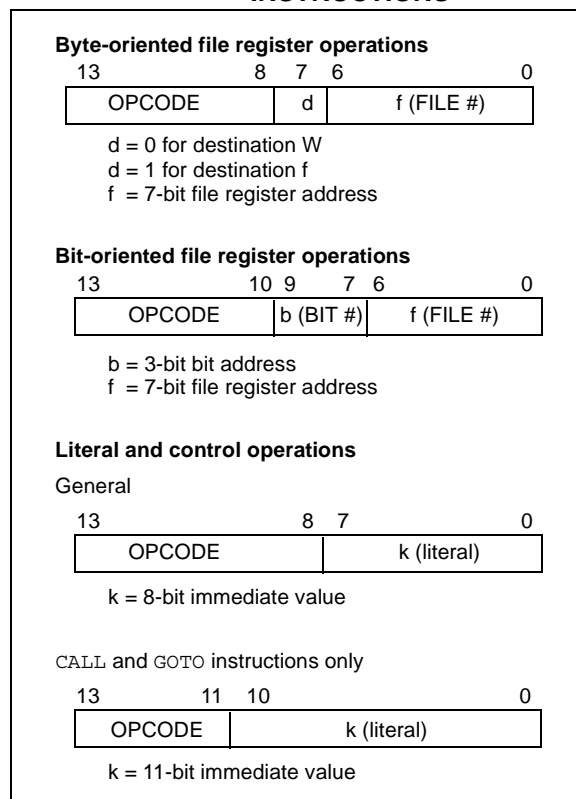 INSTRUCTIONS
Byte-oriented file register operations
13 8 7 6 0
OPCODE d f (FILE #)
d = 0 for destination W
d = 1 for destination f
f = 7-bit file register address
Bit-oriented file register operations
13 10 9 7 6 0
OPCODE b (BIT #) f (FILE #)
b = 3-bit bit address
f = 7-bit file register address
Literal and control operations
General
13 8 7 0
OPCODE k (literal)
k = 8-bit immediate value
CALL and GOTO instructions only
13 11 10 0
OPCODE k (literal)
k = 11-bit immediate value